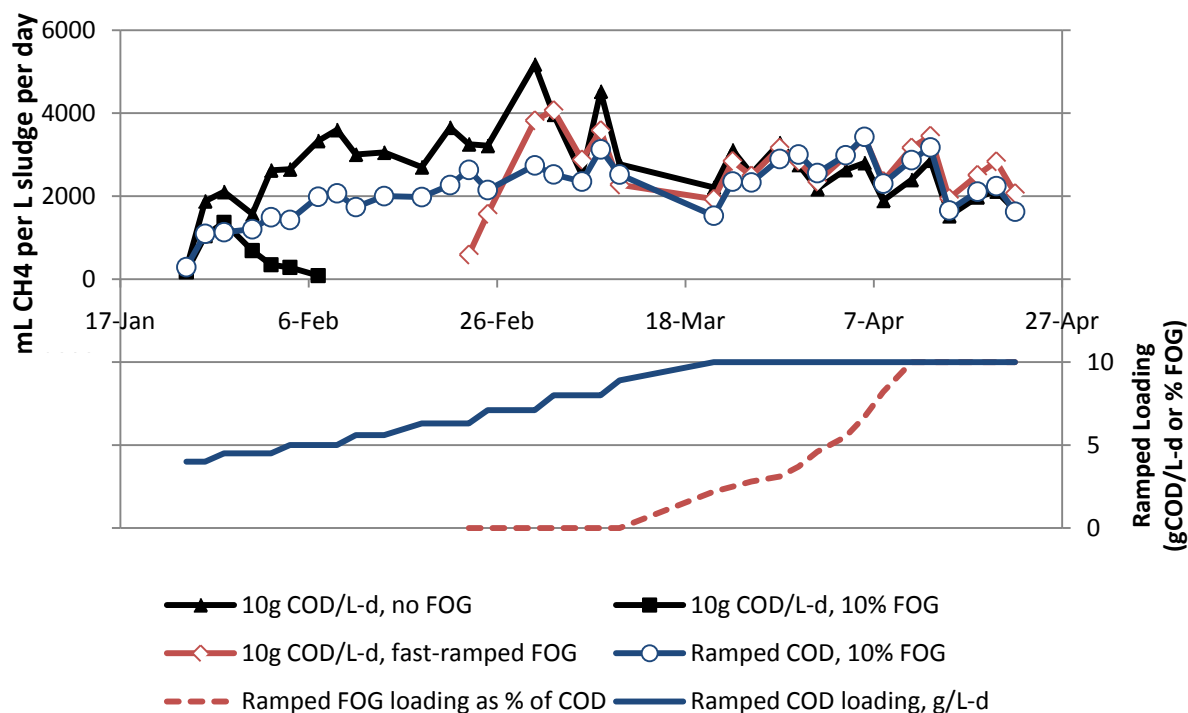 mL CH4 per L sludge per day
6000
4000
2000
0
17-Jan
6-Feb
26-Feb
18-Mar
7-Apr
27-Apr
10
5
0
Ramped Loading
(gCOD/L-d or % FOG)
10g COD/L-d, no FOG
10g COD/L-d, 10% FOG
10g COD/L-d, fast-ramped FOG
Ramped COD, 10% FOG
Ramped FOG loading as % of COD
Ramped COD loading, g/L-d